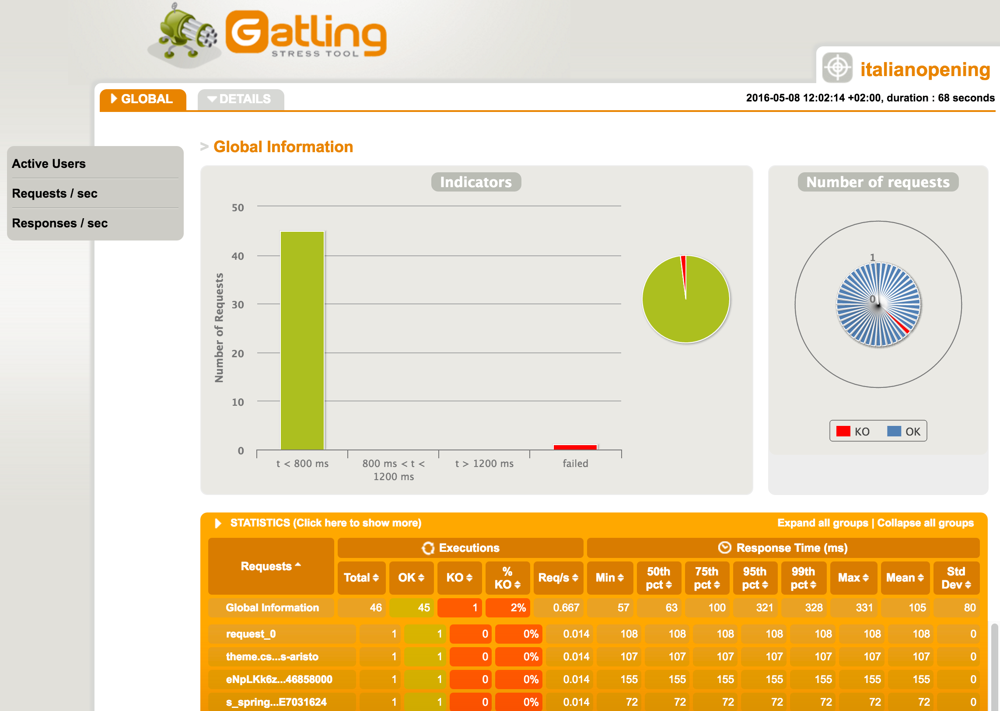 Gatling
STRESS TOOL
italianopening
GLOBAL DETAILS
2016-05-08 12:02:14 +02:00, duration : 68 seconds
Active Users
Requests / sec
Responses / sec
> Global Information
Indicators
50
40
30
20
10
0
Number of Requests
t < 800 ms
800 ms < t <
1200 ms
t > 1200 ms
failed
Number of requests
1
0
KO OK
STATISTICS (Click here to show more)
Expand all groups | Collapse all groups
Requests
Executions
Response Time (ms)
Total OK KO % KO Req/s Min 50th pct 75th pct 95th pct 99th pct Max Mean Std Dev
Global Information 46 45 1 2% 0.667 57 63 100 321 328 331 105 80
request_0 1 1 0 0% 0.014 108 108 108 108 108 108 108 0
theme.cs...s-aristo 1 1 0 0% 0.014 107 107 107 107 107 107 107 0
eNpLKk6z...46858000 1 1 0 0% 0.014 155 155 155 155 155 155 155 0
s_spring...E7031624 1 1 0 0% 0.014 72 72 72 72 72 72 72 0